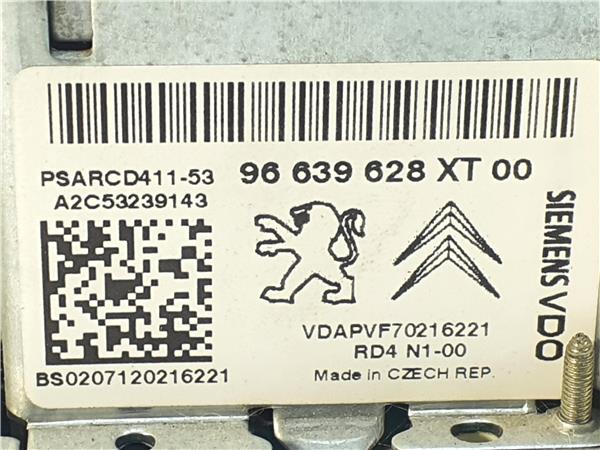 PSARCD411-53
96 639 628 XT 00
A2C53239143
SIEMENS VDO
VDAPVF70216221
RD4 N1-00
BS0207120216221
Made in CZECH REP.